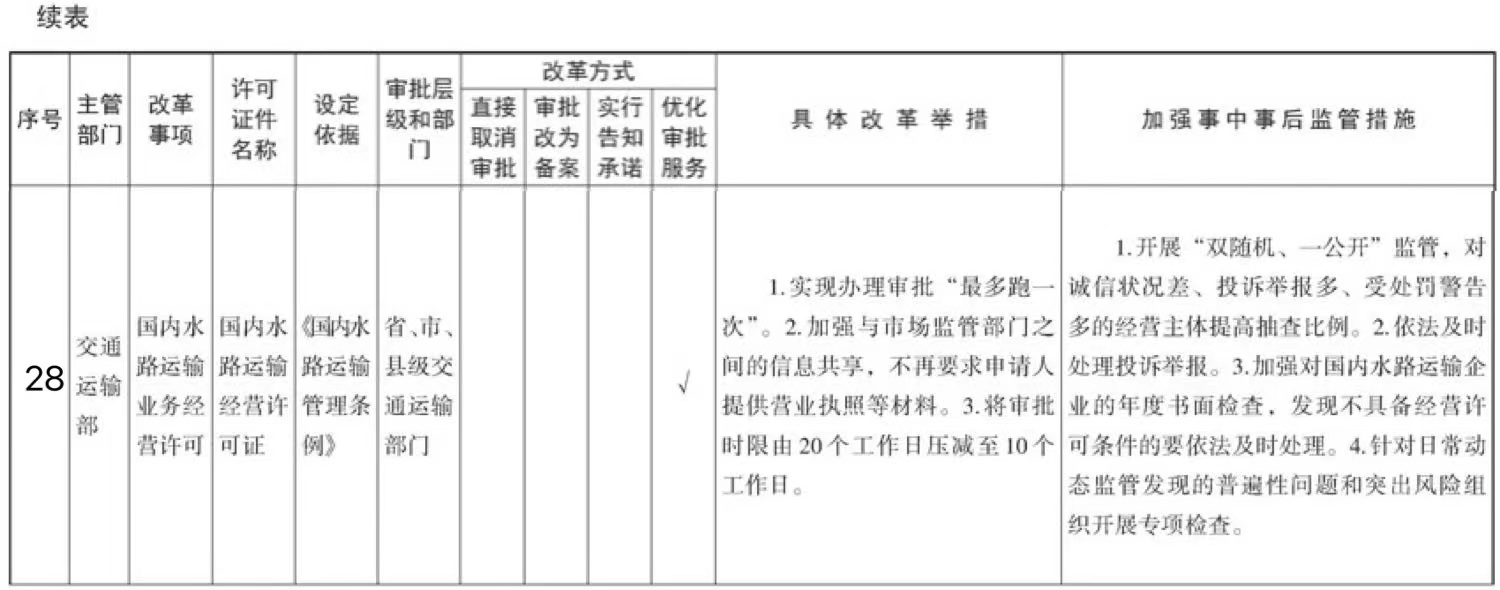 续表
序号
主管
部门
改革
事项
许可
证件
名称
设定
依据
审批层
级和部
门
改革方式
直接
取消
审批
审批
改为
备案
实行
告知
承诺
优化
审批
服务
具体改革举措
加强事中事后监管措施
28
交通
运输
部
国内水
路运输
业务经
营许可
国内水
路运输
经营许
可证
《国内水
路运输
管理条
例》
省、市、
县级交
通运输
部门
√
1.实现办理审批“最多跑一
次”。2.加强与市场监管部门之
间的信息共享，不再要求申请人
提供营业执照等材料。3.将审批
时限由20个工作日压减至10个
工作日。
1.开展“双随机、一公开”监管，对
诚信状况差、投诉举报多、受处罚警告
多的经营主体提高抽查比例。2.依法及时
处理投诉举报。3.加强对国内水路运输企
业的年度书面检查，发现不具备经营许
可条件的要依法及时处理。4.针对日常动
态监管发现的普遍性问题和突出风险组
织开展专项检查。